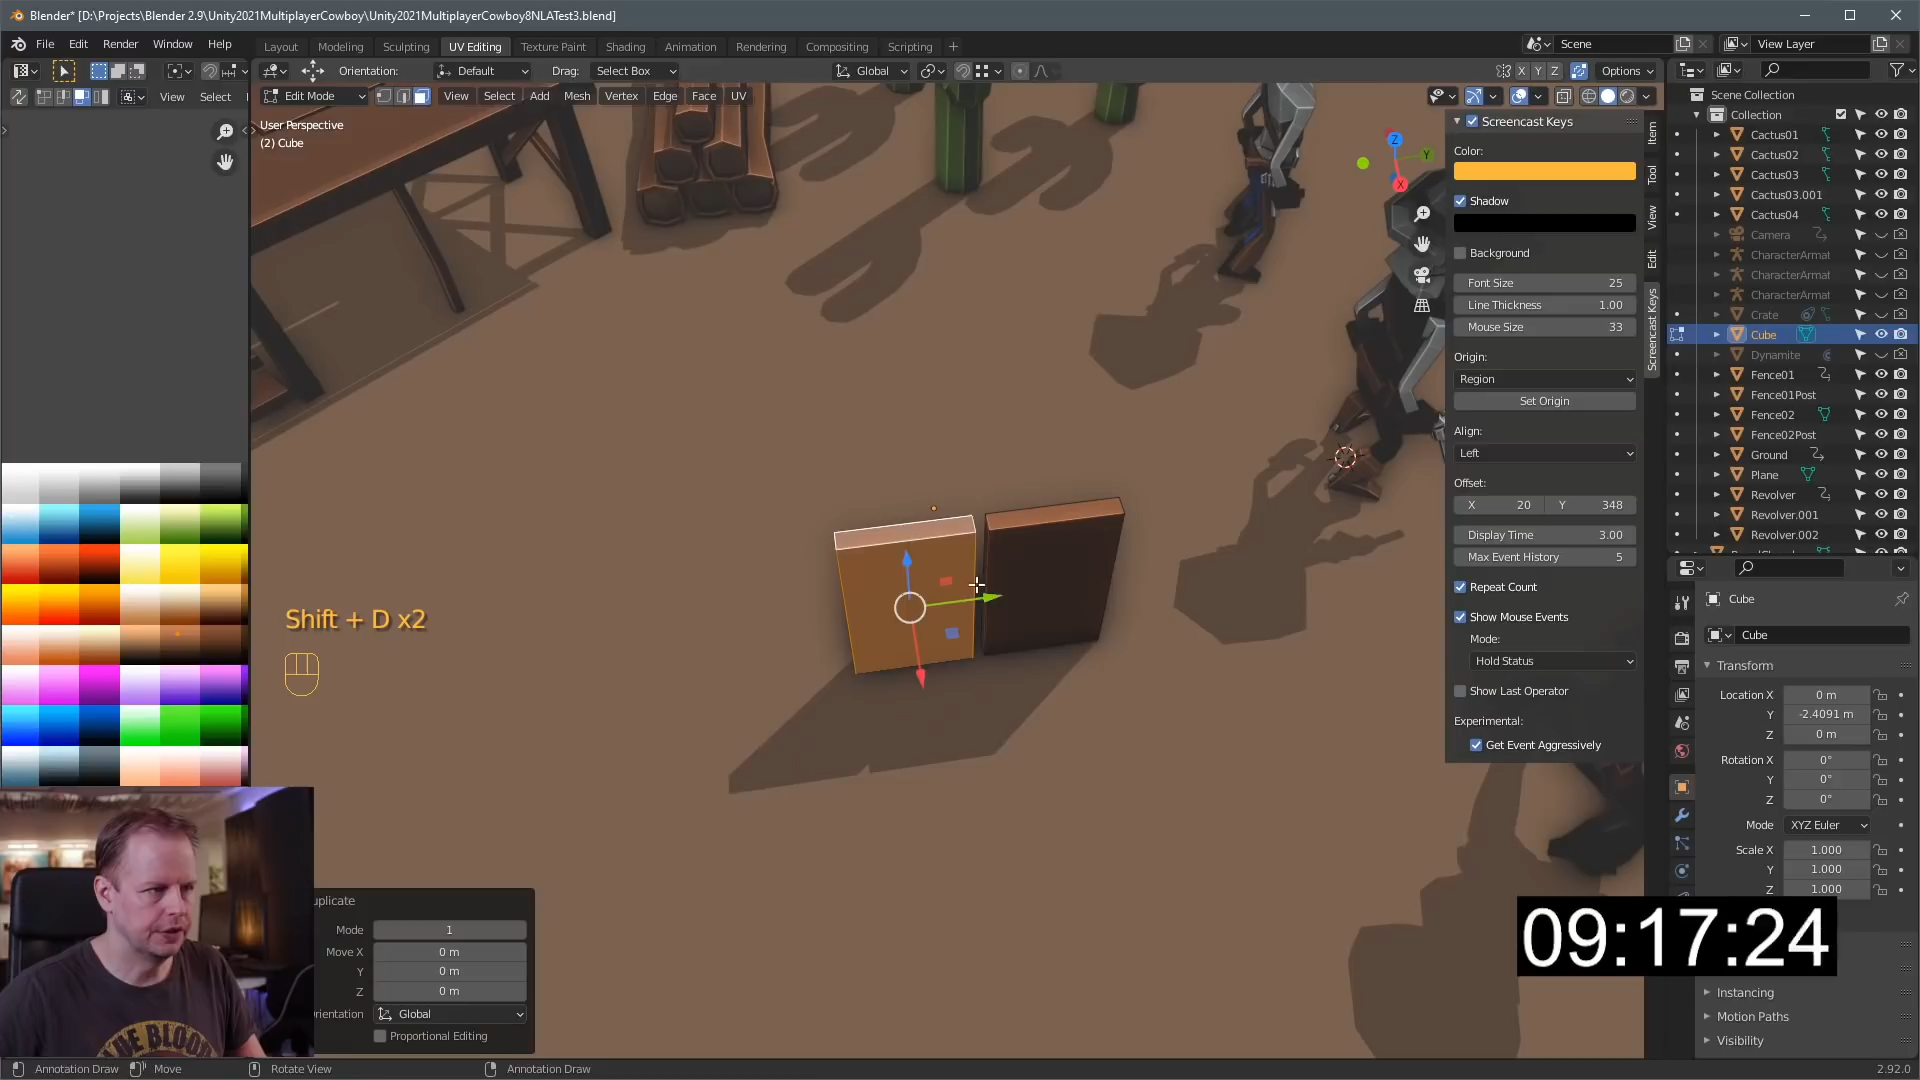 Blender* [D:\Projects\Blender 2.9\Unity2021MultiplayerCowboy\Unity2021MultiplayerCowboy8NLATest3.blend]
File Edit Render Window Help
Layout Modeling Sculpting UV Editing Texture Paint Shading Animation Rendering Compositing Scripting +
Scene
View Layer
Orientation: Default Drag: Select Box
Global
X Y Z Options
View Select
Edit Mode
View Select Add Mesh Vertex Edge Face UV
User Perspective
(2) Cube
Z
Y
X
Screencast Keys
Color:
Shadow
Background
Font Size 25
Line Thickness 1.00
Mouse Size 33
Origin:
Region
Set Origin
Align:
Left
Offset:
X 20 Y 348
Display Time 3.00
Max Event History 5
Repeat Count
Show Mouse Events
Mode:
Hold Status
Show Last Operator
Experimental:
Get Event Aggressively
Item
Tool
View
Edit
Screencast Keys
Scene Collection
Collection
Cactus01
Cactus02
Cactus03
Cactus03.001
Cactus04
Camera
CharacterArmat
CharacterArmat
CharacterArmat
Crate
Cube
Dynamite
Fence01
Fence01Post
Fence02
Fence02Post
Ground
Plane
Revolver
Revolver.001
Revolver.002
Cube
Cube
Transform
Location X 0 m
Y -2.4091 m
Z 0 m
Rotation X 0°
Y 0°
Z 0°
Mode XYZ Euler
Scale X 1.000
Y 1.000
Z 1.000
Instancing
Motion Paths
Visibility
Shift + D x2
uplicate
Mode 1
Move X 0 m
Y 0 m
Z 0 m
rientation Global
Proportional Editing
09:17:24
THE BLOO
Annotation Draw Move Rotate View Annotation Draw
2.92.0